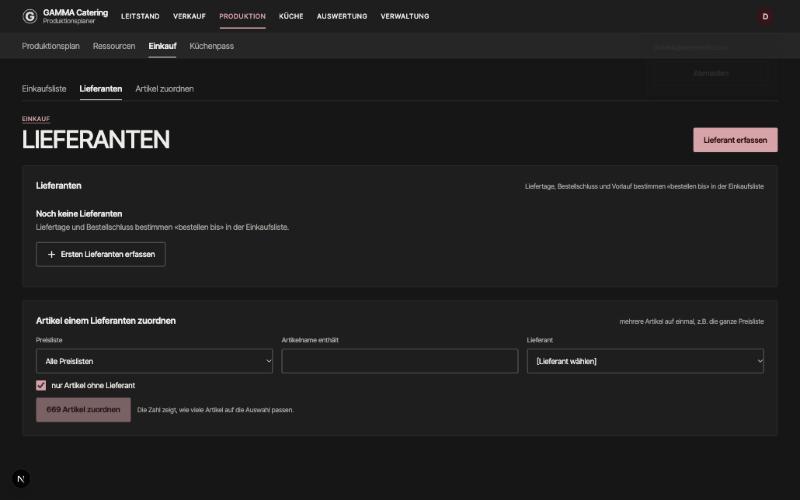 G GAMMA Catering
Produktionsplaner
LEITSTAND VERKAUF PRODUKTION KÜCHE AUSWERTUNG VERWALTUNG
D
Produktionsplan Ressourcen Einkauf Küchenpass
Abmelden
Einkaufsliste Lieferanten Artikel zuordnen
EINKAUF
LIEFERANTEN
Lieferant erfassen
Lieferanten
Liefertage, Bestellschluss und Vorlauf bestimmen «bestellen bis» in der Einkaufsliste
Noch keine Lieferanten
Liefertage und Bestellschluss bestimmen «bestellen bis» in der Einkaufsliste.
+ Ersten Lieferanten erfassen
Artikel einem Lieferanten zuordnen
mehrere Artikel auf einmal, z.B. die ganze Preisliste
Preisliste Artikelname enthält Lieferant
Alle Preislisten [Lieferant wählen]
nur Artikel ohne Lieferant
669 Artikel zuordnen Die Zahl zeigt, wie viele Artikel auf die Auswahl passen.
N